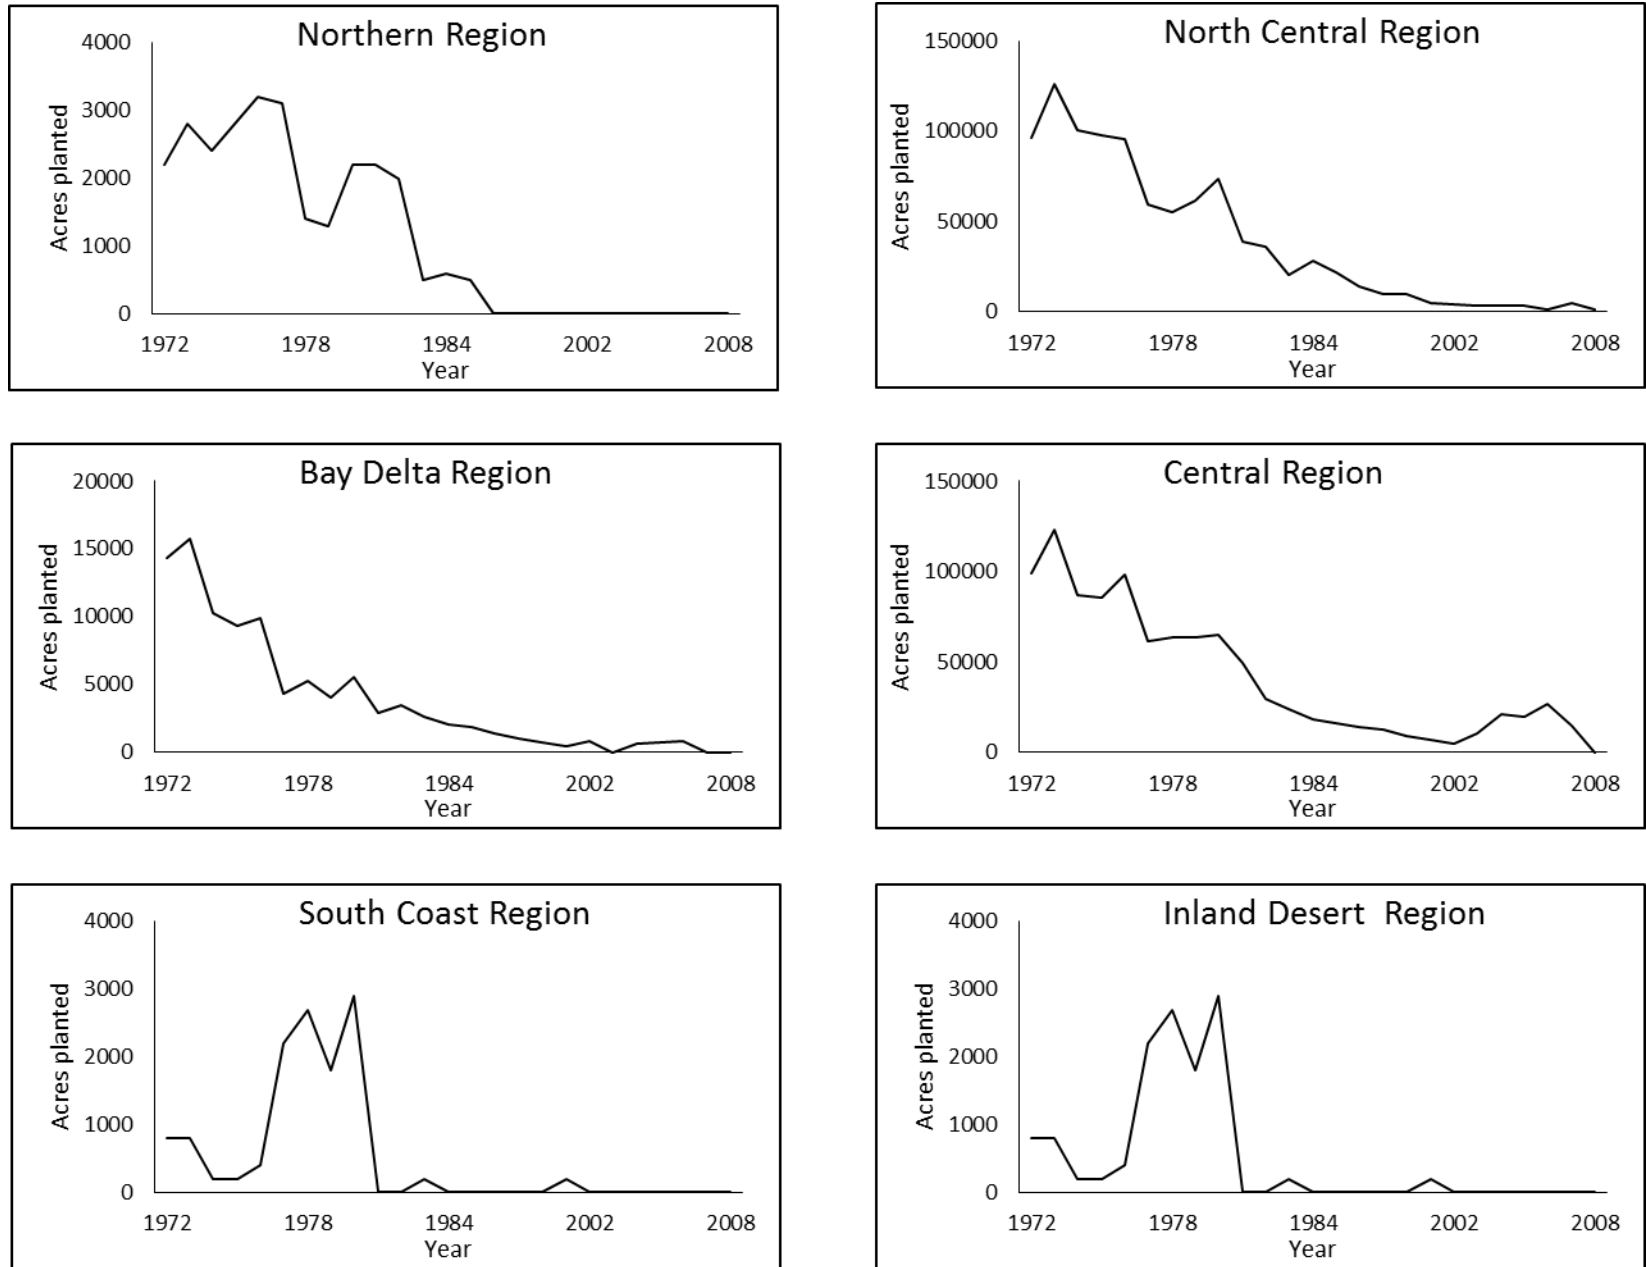 Northern Region
4000
3000
2000
1000
0
Acres planted
1972 1978 1984 2002 2008
Year
North Central Region
150000
100000
50000
0
Acres planted
1972 1978 1984 2002 2008
Year
Bay Delta Region
20000
15000
10000
5000
0
Acres planted
1972 1978 1984 2002 2008
Year
Central Region
150000
100000
50000
0
Acres planted
1972 1978 1984 2002 2008
Year
South Coast Region
4000
3000
2000
1000
0
Acres planted
1972 1978 1984 2002 2008
Year
Inland Desert Region
4000
3000
2000
1000
0
Acres planted
1972 1978 1984 2002 2008
Year